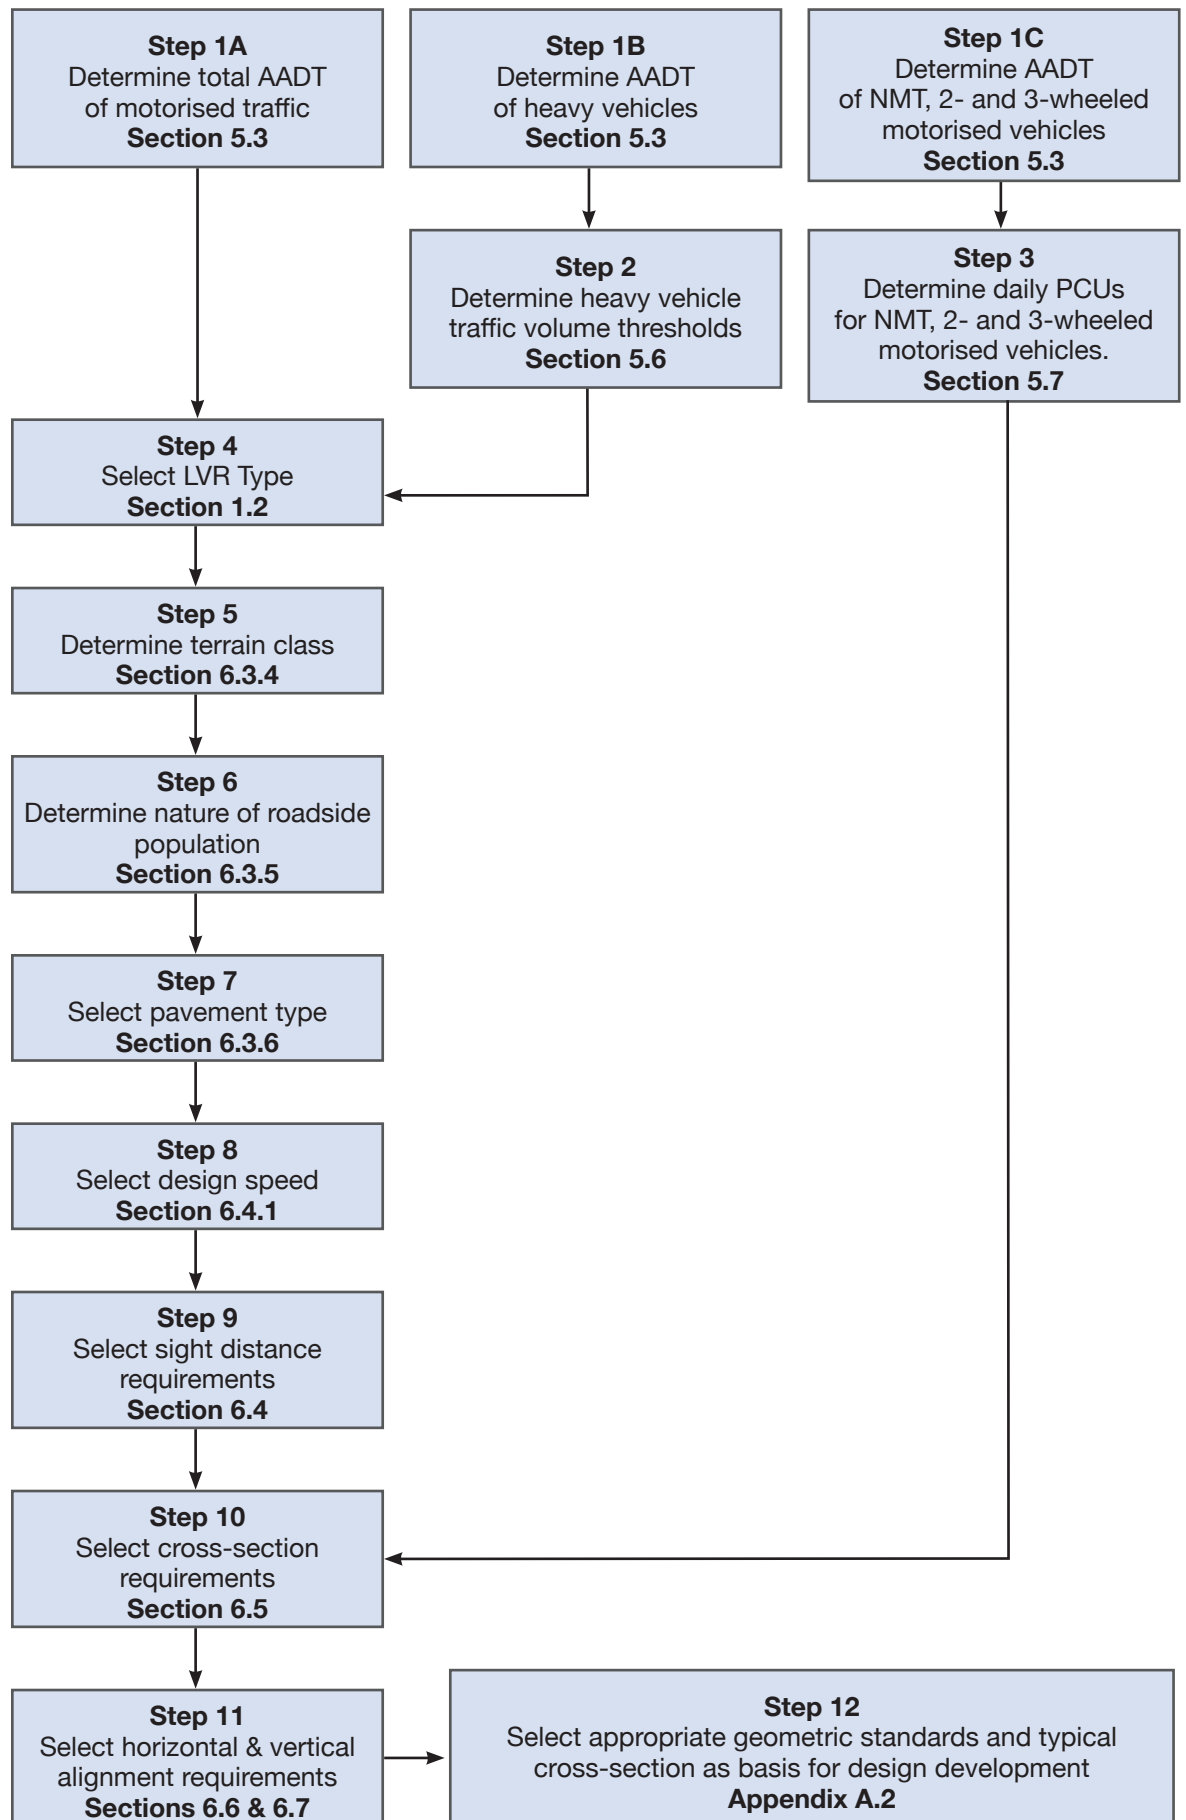 Step 1A
Determine total AADT
of motorised traffic
Section 5.3
Step 1B
Determine AADT
of heavy vehicles
Section 5.3
Step 1C
Determine AADT
of NMT, 2- and 3-wheeled
motorised vehicles
Section 5.3
Step 2
Determine heavy vehicle
traffic volume thresholds
Section 5.6
Step 3
Determine daily PCUs
for NMT, 2- and 3-wheeled
motorised vehicles.
Section 5.7
Step 4
Select LVR Type
Section 1.2
Step 5
Determine terrain class
Section 6.3.4
Step 6
Determine nature of roadside
population
Section 6.3.5
Step 7
Select pavement type
Section 6.3.6
Step 8
Select design speed
Section 6.4.1
Step 9
Select sight distance
requirements
Section 6.4
Step 10
Select cross-section
requirements
Section 6.5
Step 11
Select horizontal & vertical
alignment requirements
Sections 6.6 & 6.7
Step 12
Select appropriate geometric standards and typical
cross-section as basis for design development
Appendix A.2